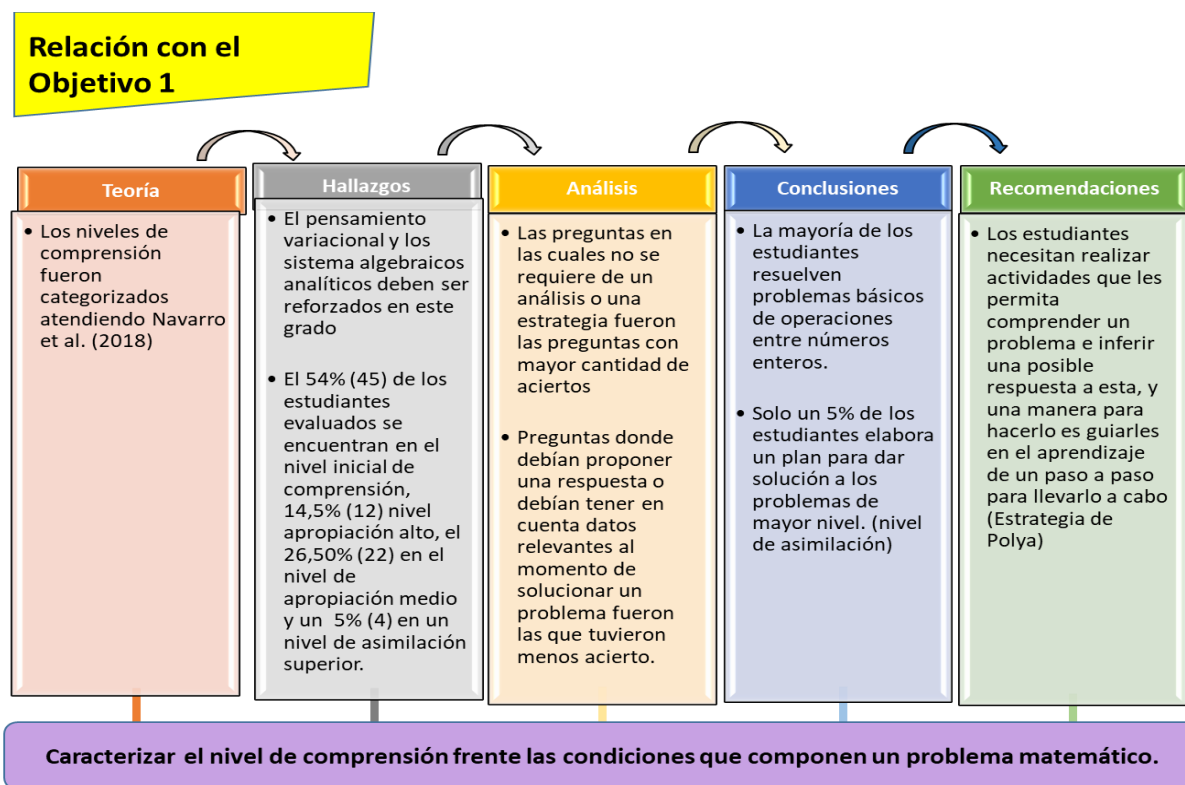 Relación con el
Objetivo 1
Teoría
• Los niveles de
comprensión
fueron
categorizados
atendiendo Navarro
et al. (2018)
Hallazgos
• El pensamiento
variacional y los
sistema algebraicos
analíticos deben ser
reforzados en este
grado
• El 54% (45) de los
estudiantes
evaluados se
encuentran en el
nivel inicial de
comprensión,
14,5% (12) nivel
apropiación alto, el
26,50% (22) en el
nivel de
apropiación medio
y un 5% (4) en un
nivel de asimilación
superior.
Análisis
• Las preguntas en
las cuales no se
requiere de un
análisis o una
estrategia fueron
las preguntas con
mayor cantidad de
aciertos
• Preguntas donde
debían proponer
una respuesta o
debían tener en
cuenta datos
relevantes al
momento de
solucionar un
problema fueron
las que tuvieron
menos acierto.
Conclusiones
• La mayoría de los
estudiantes
resuelven
problemas básicos
de operaciones
entre números
enteros.
• Solo un 5% de los
estudiantes elabora
un plan para dar
solución a los
problemas de
mayor nivel. (nivel
de asimilación)
Recomendaciones
• Los estudiantes
necesitan realizar
actividades que les
permita
comprender un
problema e inferir
una posible
respuesta a esta, y
una manera para
hacerlo es guiarles
en el aprendizaje
de un paso a paso
para llevarlo a cabo
(Estrategia de
Polya)
Caracterizar el nivel de comprensión frente las condiciones que componen un problema matemático.